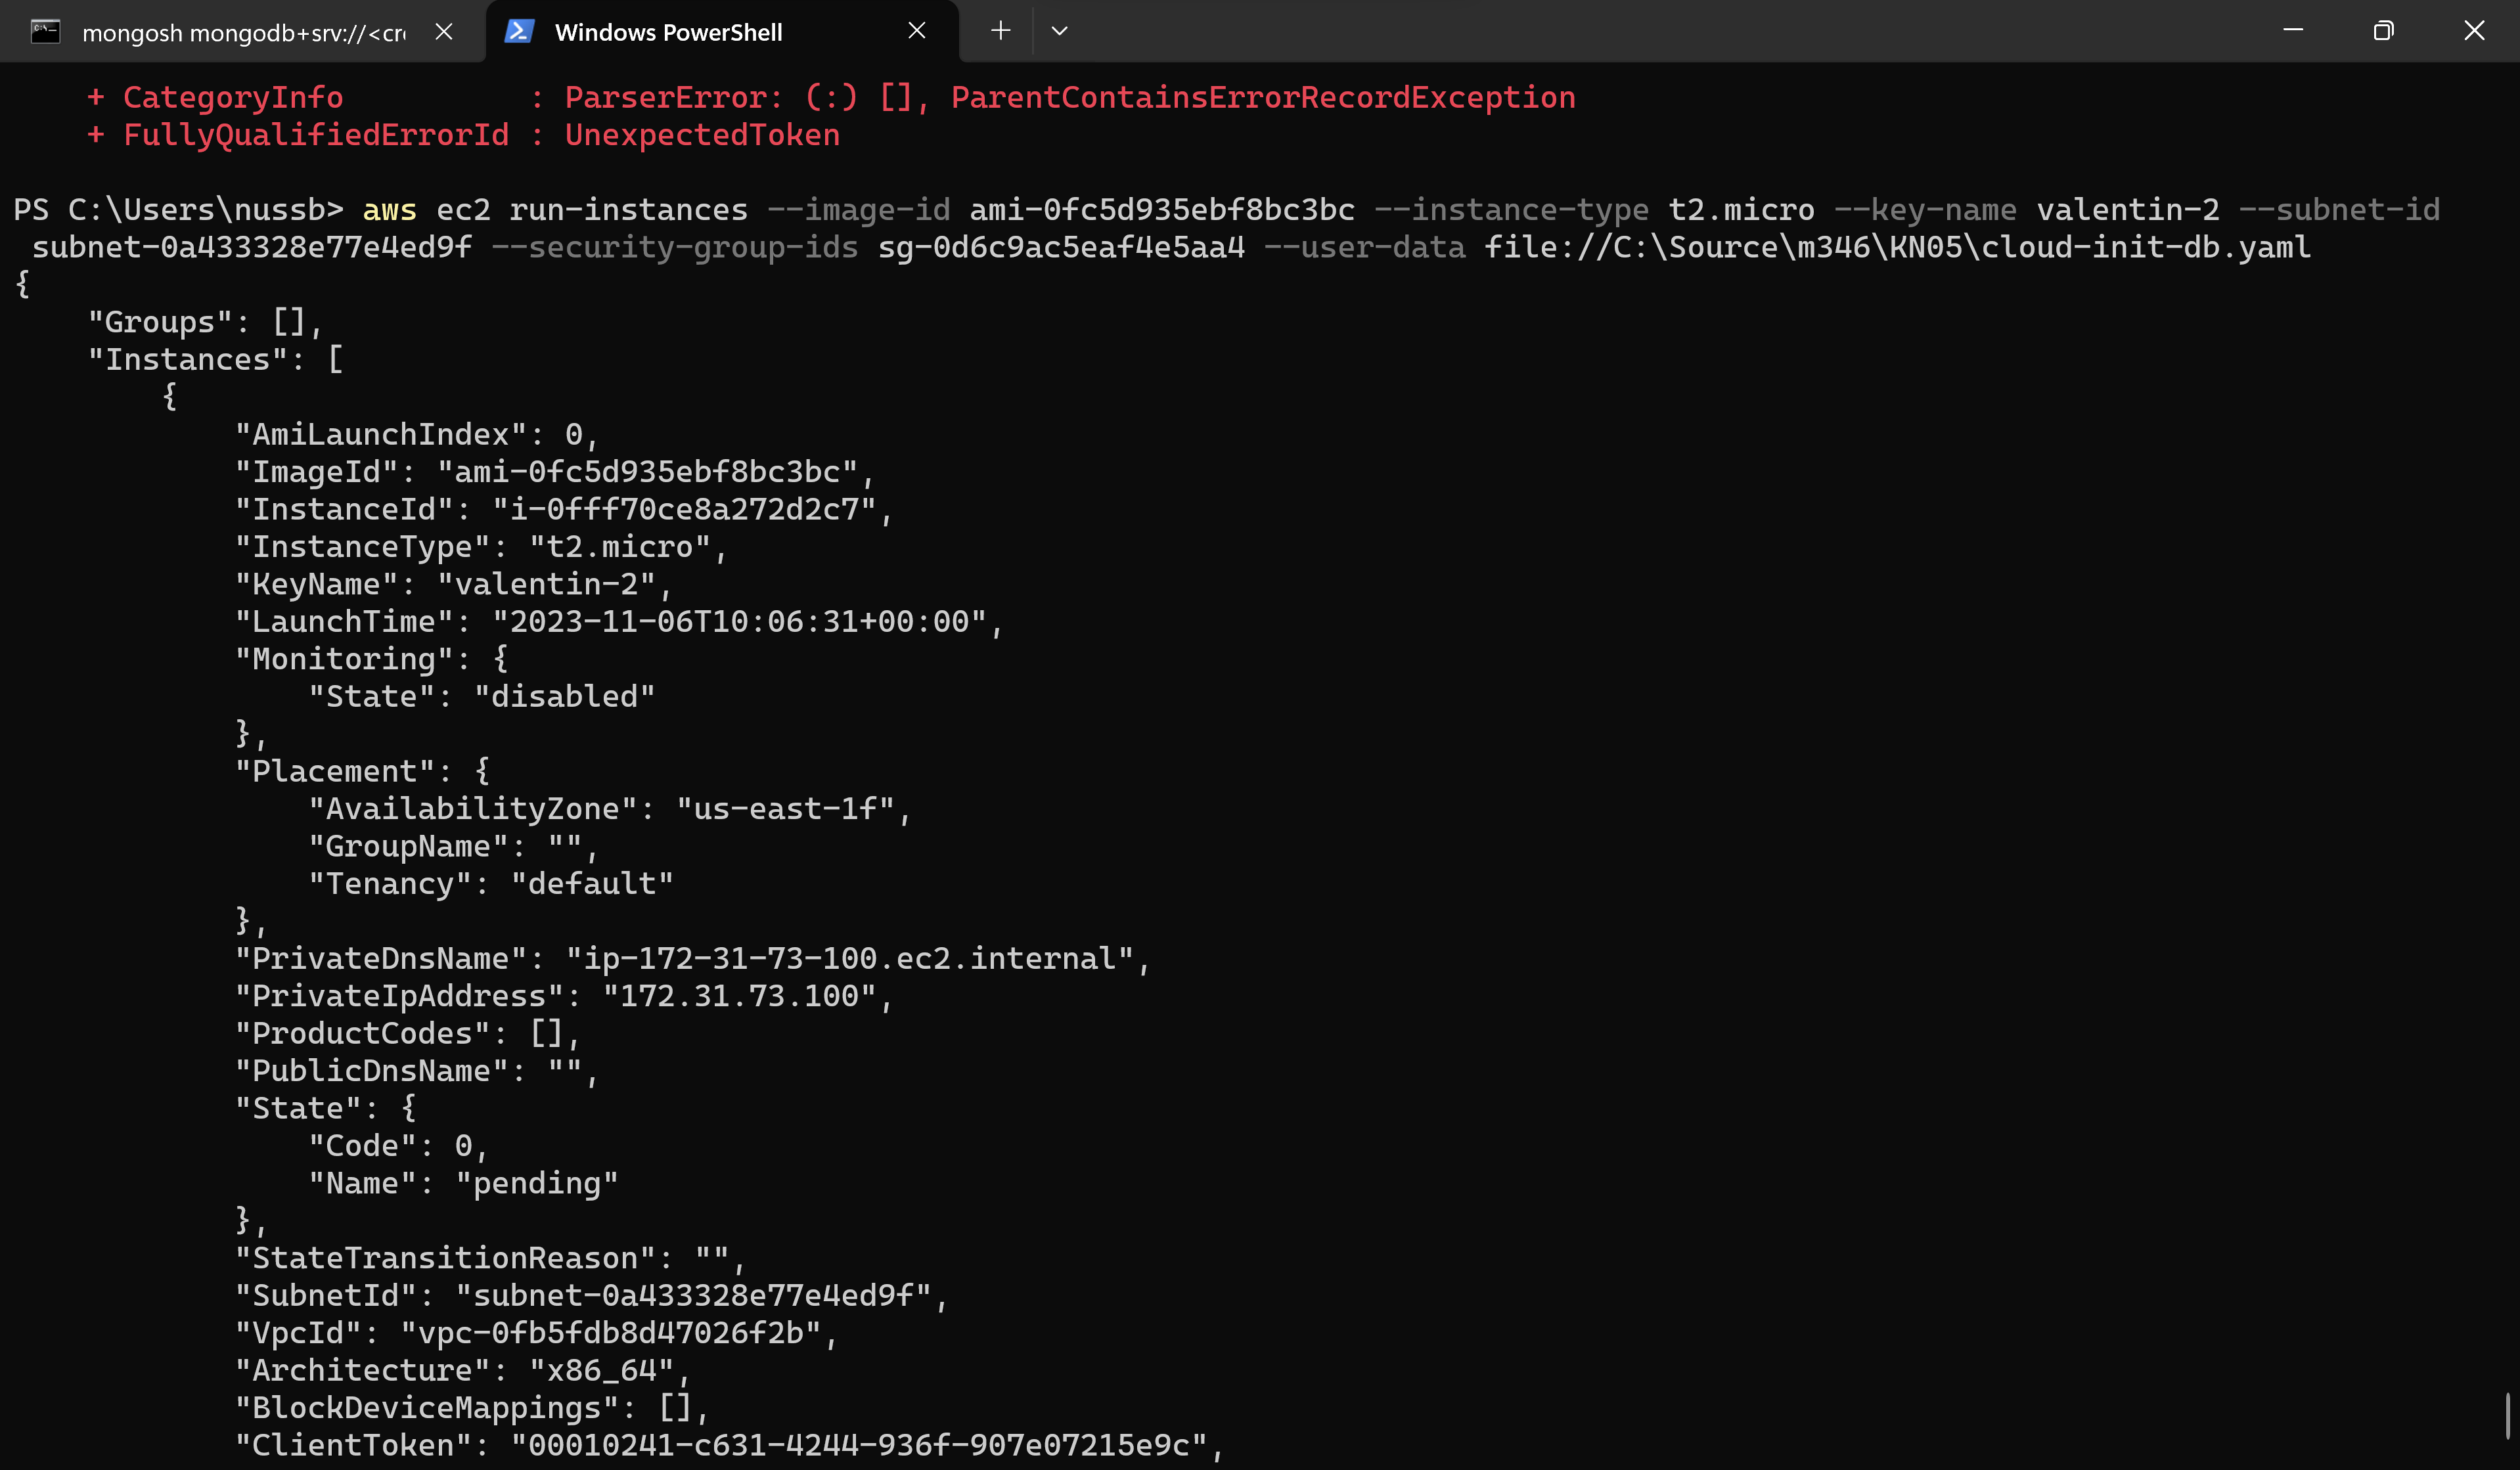 mongosh mongodb+srv://<cr
Windows PowerShell
    + CategoryInfo          : ParserError: (:) [], ParentContainsErrorRecordException
    + FullyQualifiedErrorId : UnexpectedToken
PS C:\Users\nussb> aws ec2 run-instances --image-id ami-0fc5d935ebf8bc3bc --instance-type t2.micro --key-name valentin-2 --subnet-id
 subnet-0a433328e77e4ed9f --security-group-ids sg-0d6c9ac5eaf4e5aa4 --user-data file://C:\Source\m346\KN05\cloud-init-db.yaml
{
    "Groups": [],
    "Instances": [
        {
            "AmiLaunchIndex": 0,
            "ImageId": "ami-0fc5d935ebf8bc3bc",
            "InstanceId": "i-0fff70ce8a272d2c7",
            "InstanceType": "t2.micro",
            "KeyName": "valentin-2",
            "LaunchTime": "2023-11-06T10:06:31+00:00",
            "Monitoring": {
                "State": "disabled"
            },
            "Placement": {
                "AvailabilityZone": "us-east-1f",
                "GroupName": "",
                "Tenancy": "default"
            },
            "PrivateDnsName": "ip-172-31-73-100.ec2.internal",
            "PrivateIpAddress": "172.31.73.100",
            "ProductCodes": [],
            "PublicDnsName": "",
            "State": {
                "Code": 0,
                "Name": "pending"
            },
            "StateTransitionReason": "",
            "SubnetId": "subnet-0a433328e77e4ed9f",
            "VpcId": "vpc-0fb5fdb8d47026f2b",
            "Architecture": "x86_64",
            "BlockDeviceMappings": [],
            "ClientToken": "00010241-c631-4244-936f-907e07215e9c",